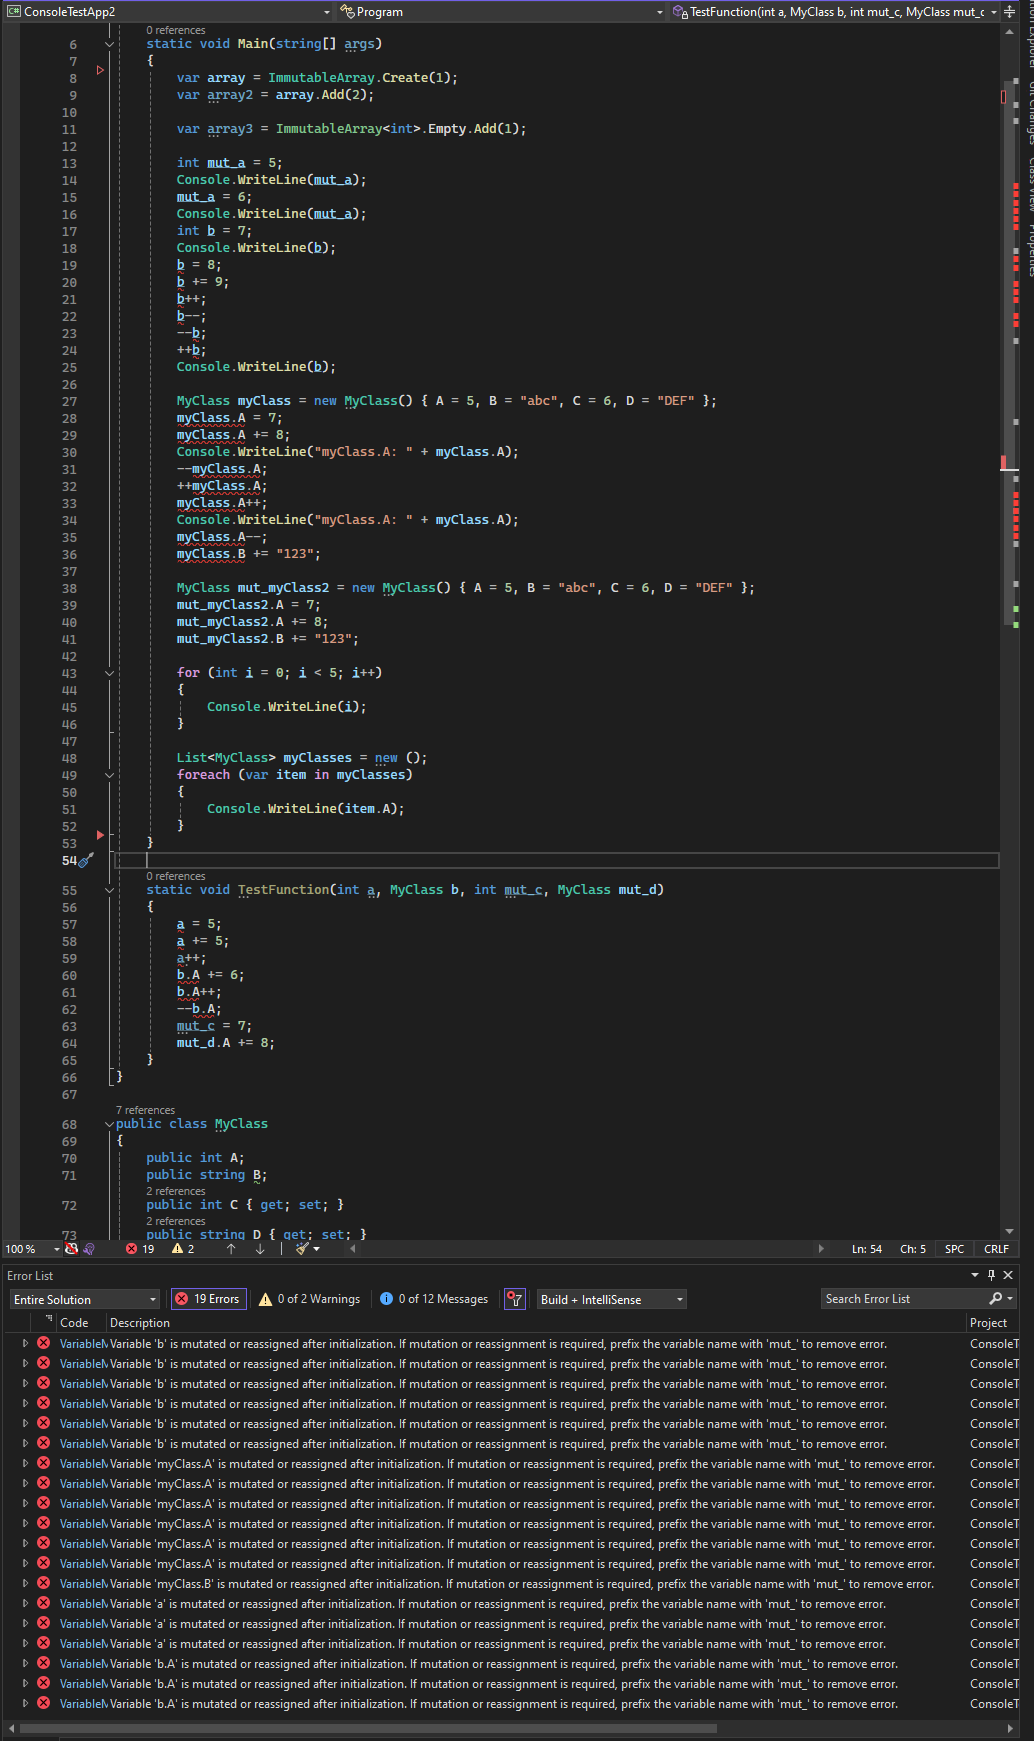 C# ConsoleTestApp2 Program TestFunction(int a, MyClass b, int mut_c, MyClass mut_c
0 references
6 static void Main(string[] args)
7 {
8 var array = ImmutableArray.Create(1);
9 var array2 = array.Add(2);
10
11 var array3 = ImmutableArray<int>.Empty.Add(1);
12
13 int mut_a = 5;
14 Console.WriteLine(mut_a);
15 mut_a = 6;
16 Console.WriteLine(mut_a);
17 int b = 7;
18 Console.WriteLine(b);
19 b = 8;
20 b += 9;
21 b++;
22 b--;
23 --b;
24 ++b;
25 Console.WriteLine(b);
26
27 MyClass myClass = new MyClass() { A = 5, B = "abc", C = 6, D = "DEF" };
28 myClass.A = 7;
29 myClass.A += 8;
30 Console.WriteLine("myClass.A: " + myClass.A);
31 --myClass.A;
32 ++myClass.A;
33 myClass.A++;
34 Console.WriteLine("myClass.A: " + myClass.A);
35 myClass.A--;
36 myClass.B += "123";
37
38 MyClass mut_myClass2 = new MyClass() { A = 5, B = "abc", C = 6, D = "DEF" };
39 mut_myClass2.A = 7;
40 mut_myClass2.A += 8;
41 mut_myClass2.B += "123";
42
43 for (int i = 0; i < 5; i++)
44 {
45 Console.WriteLine(i);
46 }
47
48 List<MyClass> myClasses = new ();
49 foreach (var item in myClasses)
50 {
51 Console.WriteLine(item.A);
52 }
53 }
54
0 references
55 static void TestFunction(int a, MyClass b, int mut_c, MyClass mut_d)
56 {
57 a = 5;
58 a += 5;
59 a++;
60 b.A += 6;
61 b.A++;
62 --b.A;
63 mut_c = 7;
64 mut_d.A += 8;
65 }
66 }
67
7 references
68 public class MyClass
69 {
70 public int A;
71 public string B;
2 references
72 public int C { get; set; }
2 references
73 public string D { get; set; }
Git Changes
Class View
Properties
100 % 19 2 Ln: 54 Ch: 5 SPC CRLF
Error List
Entire Solution 19 Errors 0 of 2 Warnings 0 of 12 Messages Build + IntelliSense Search Error List
Code Description Project
VariableM Variable 'b' is mutated or reassigned after initialization. If mutation or reassignment is required, prefix the variable name with 'mut_' to remove error. ConsoleT
VariableM Variable 'b' is mutated or reassigned after initialization. If mutation or reassignment is required, prefix the variable name with 'mut_' to remove error. ConsoleT
VariableM Variable 'b' is mutated or reassigned after initialization. If mutation or reassignment is required, prefix the variable name with 'mut_' to remove error. ConsoleT
VariableM Variable 'b' is mutated or reassigned after initialization. If mutation or reassignment is required, prefix the variable name with 'mut_' to remove error. ConsoleT
VariableM Variable 'b' is mutated or reassigned after initialization. If mutation or reassignment is required, prefix the variable name with 'mut_' to remove error. ConsoleT
VariableM Variable 'b' is mutated or reassigned after initialization. If mutation or reassignment is required, prefix the variable name with 'mut_' to remove error. ConsoleT
VariableM Variable 'myClass.A' is mutated or reassigned after initialization. If mutation or reassignment is required, prefix the variable name with 'mut_' to remove error. ConsoleT
VariableM Variable 'myClass.A' is mutated or reassigned after initialization. If mutation or reassignment is required, prefix the variable name with 'mut_' to remove error. ConsoleT
VariableM Variable 'myClass.A' is mutated or reassigned after initialization. If mutation or reassignment is required, prefix the variable name with 'mut_' to remove error. ConsoleT
VariableM Variable 'myClass.A' is mutated or reassigned after initialization. If mutation or reassignment is required, prefix the variable name with 'mut_' to remove error. ConsoleT
VariableM Variable 'myClass.A' is mutated or reassigned after initialization. If mutation or reassignment is required, prefix the variable name with 'mut_' to remove error. ConsoleT
VariableM Variable 'myClass.A' is mutated or reassigned after initialization. If mutation or reassignment is required, prefix the variable name with 'mut_' to remove error. ConsoleT
VariableM Variable 'myClass.B' is mutated or reassigned after initialization. If mutation or reassignment is required, prefix the variable name with 'mut_' to remove error. ConsoleT
VariableM Variable 'a' is mutated or reassigned after initialization. If mutation or reassignment is required, prefix the variable name with 'mut_' to remove error. ConsoleT
VariableM Variable 'a' is mutated or reassigned after initialization. If mutation or reassignment is required, prefix the variable name with 'mut_' to remove error. ConsoleT
VariableM Variable 'a' is mutated or reassigned after initialization. If mutation or reassignment is required, prefix the variable name with 'mut_' to remove error. ConsoleT
VariableM Variable 'b.A' is mutated or reassigned after initialization. If mutation or reassignment is required, prefix the variable name with 'mut_' to remove error. ConsoleT
VariableM Variable 'b.A' is mutated or reassigned after initialization. If mutation or reassignment is required, prefix the variable name with 'mut_' to remove error. ConsoleT
VariableM Variable 'b.A' is mutated or reassigned after initialization. If mutation or reassignment is required, prefix the variable name with 'mut_' to remove error. ConsoleT